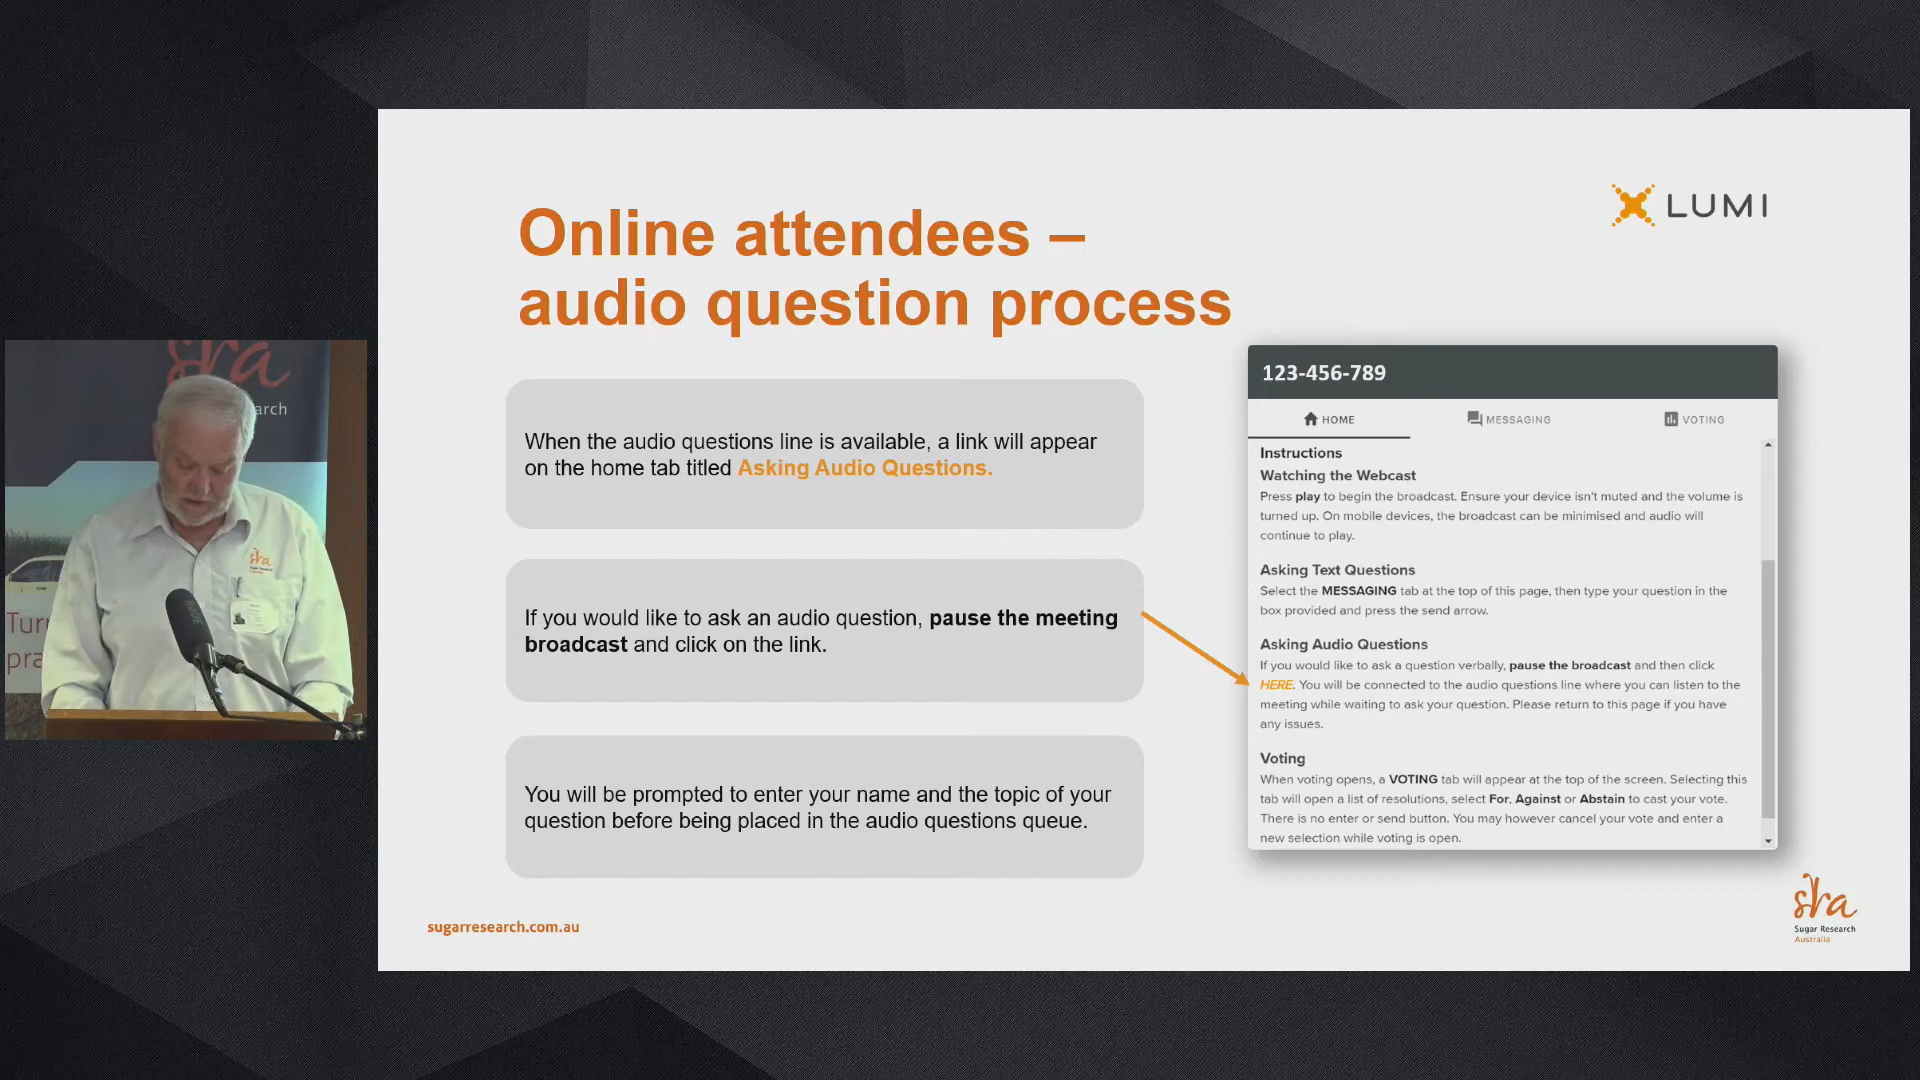 LUMI
Online attendees –
audio question process
When the audio questions line is available, a link will appear
on the home tab titled Asking Audio Questions.
If you would like to ask an audio question, pause the meeting
broadcast and click on the link.
You will be prompted to enter your name and the topic of your
question before being placed in the audio questions queue.
123-456-789
HOME
MESSAGING
VOTING
Instructions
Watching the Webcast
Press play to begin the broadcast. Ensure your device isn't muted and the volume is
turned up. On mobile devices, the broadcast can be minimised and audio will
continue to play.
Asking Text Questions
Select the MESSAGING tab at the top of this page, then type your question in the
box provided and press the send arrow.
Asking Audio Questions
If you would like to ask a question verbally, pause the broadcast and then click
HERE. You will be connected to the audio questions line where you can listen to the
meeting while waiting to ask your question. Please return to this page if you have
any issues.
Voting
When voting opens, a VOTING tab will appear at the top of the screen. Selecting this
tab will open a list of resolutions, select For, Against or Abstain to cast your vote.
There is no enter or send button. You may however cancel your vote and enter a
new selection while voting is open.
sugarresearch.com.au
sra
Sugar Research
Australia
sra
arch
Tur
pra
sra